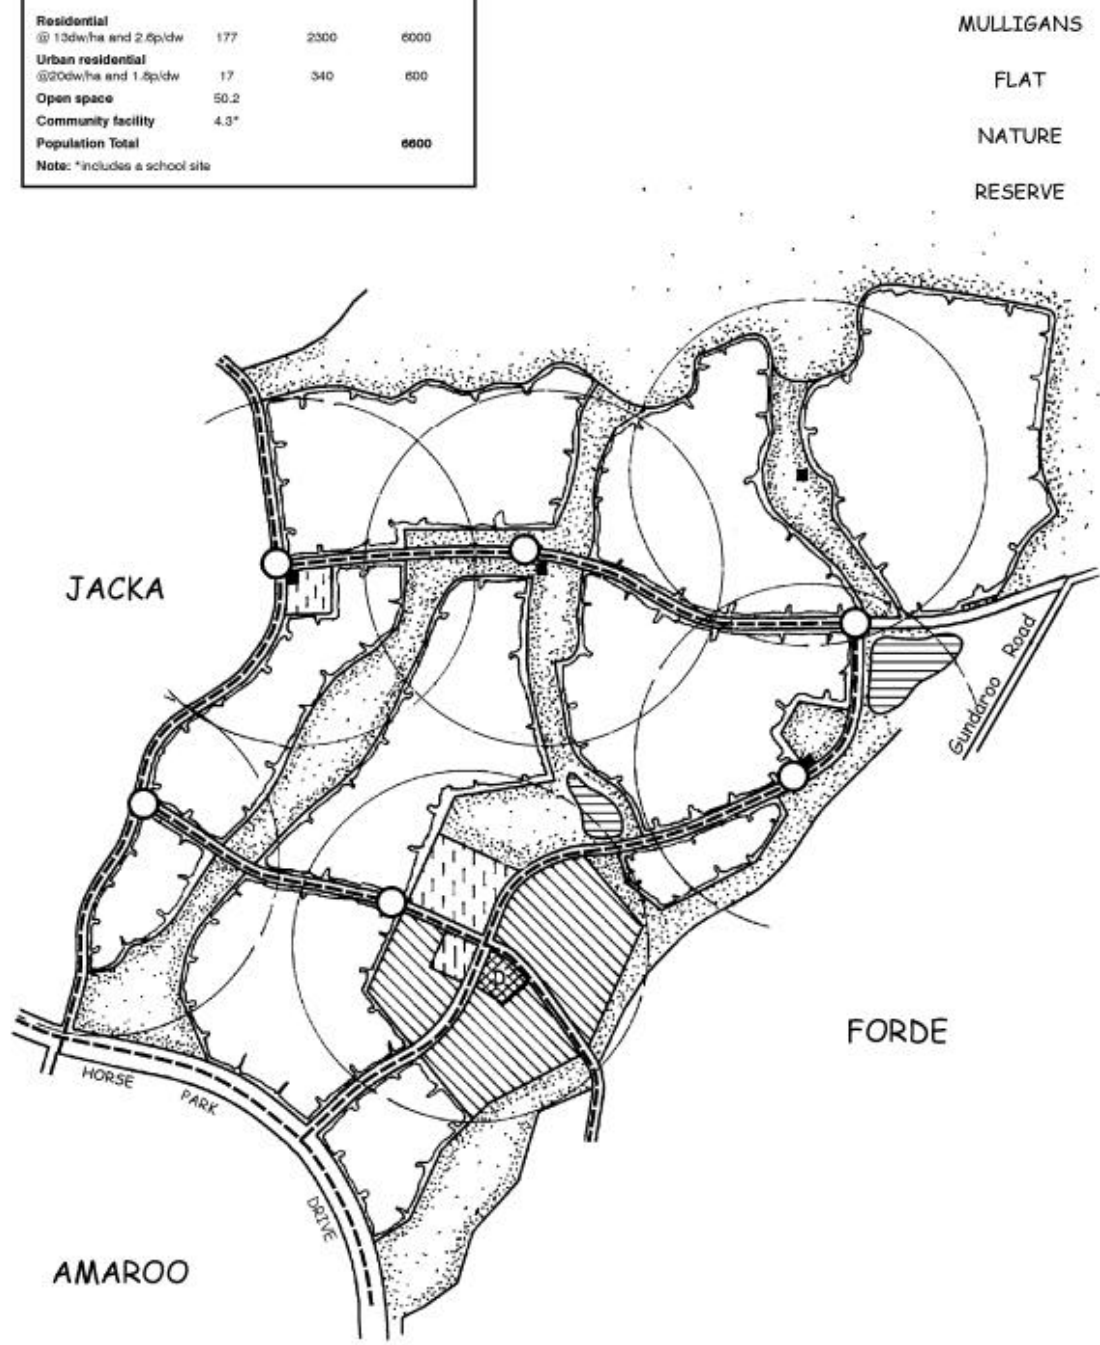 Residential
@ 13dw/ha and 2.6p/dw 177 2300 6000
Urban residential
@20dw/ha and 1.8p/dw 17 340 600
Open space 50.2
Community facility 4.3*
Population Total 6600
Note: *includes a school site
MULLIGANS
FLAT
NATURE
RESERVE
JACKA
Gundaroo Road
FORDE
HORSE PARK DRIVE
AMAROO